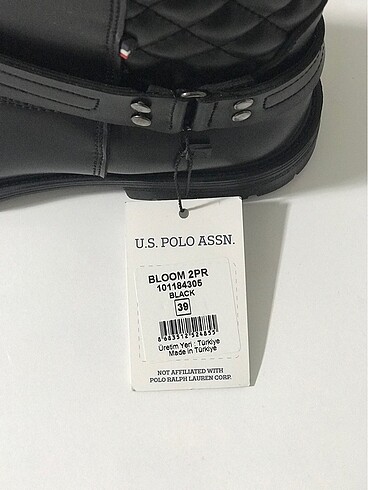 U.S. POLO ASSN.
BLOOM 2PR
101184305
BLACK
39
Üretim Yeri : Türkiye
Made in Türkiye
NOT AFFILIATED WITH
POLO RALPH LAUREN CORP.